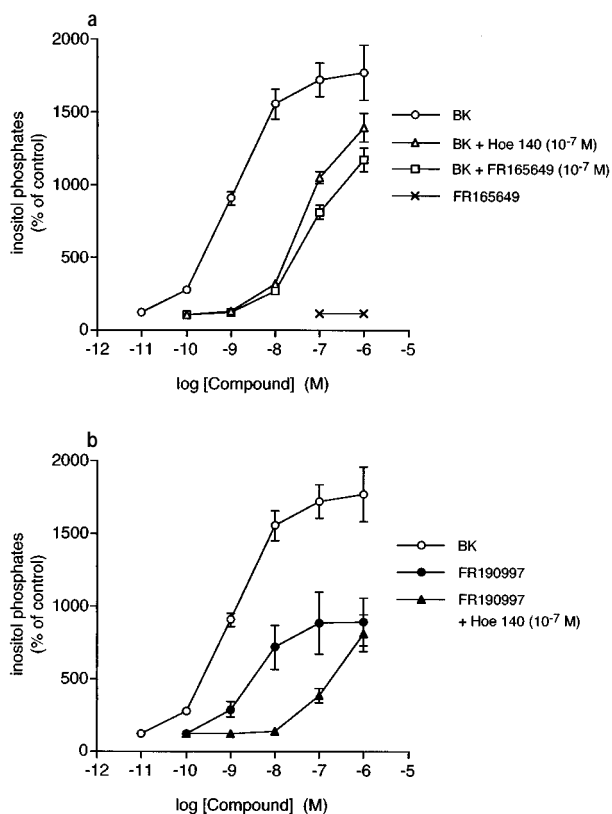 a
2000
1500
1000
500
0
-12 -11 -10 -9 -8 -7 -6 -5
log [Compound] (M)
inositol phosphates
(% of control)
BK
BK + Hoe 140 (10⁻⁷ M)
BK + FR165649 (10⁻⁷ M)
FR165649
b
2000
1500
1000
500
0
-12 -11 -10 -9 -8 -7 -6 -5
log [Compound] (M)
inositol phosphates
(% of control)
BK
FR190997
FR190997
+ Hoe 140 (10⁻⁷ M)